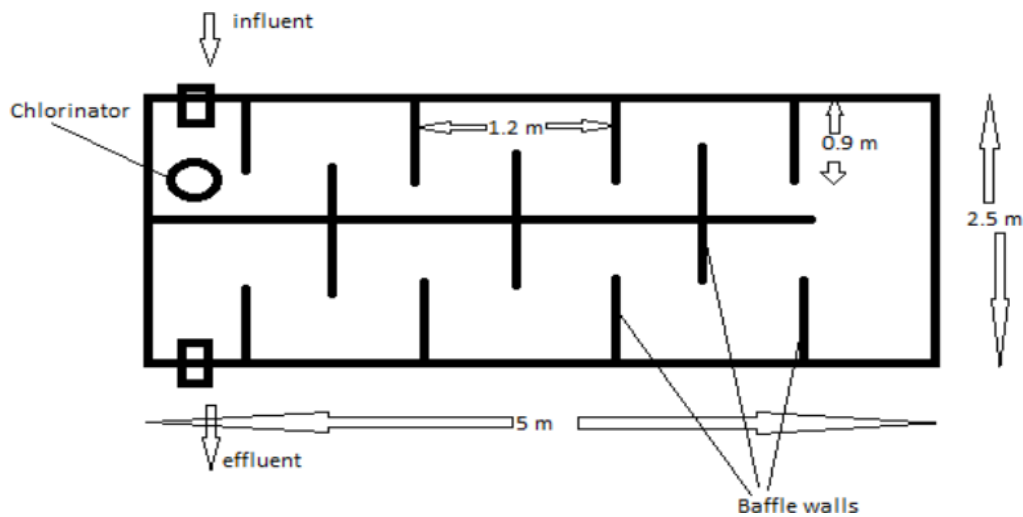 influent
Chlorinator
1.2 m
0.9 m
2.5 m
5 m
effluent
Baffle walls